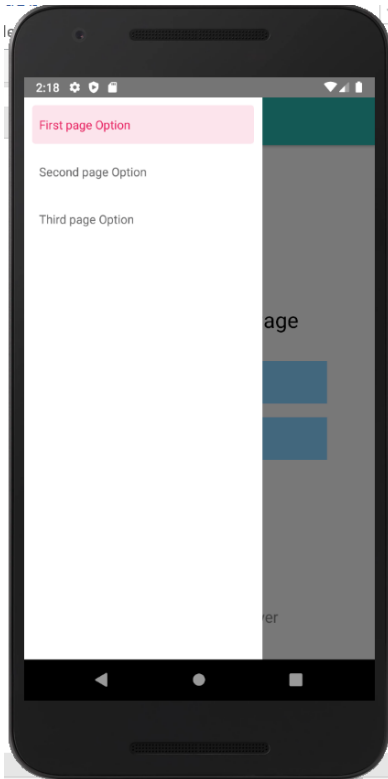 2:18
First page Option
Second page Option
Third page Option
age
ver